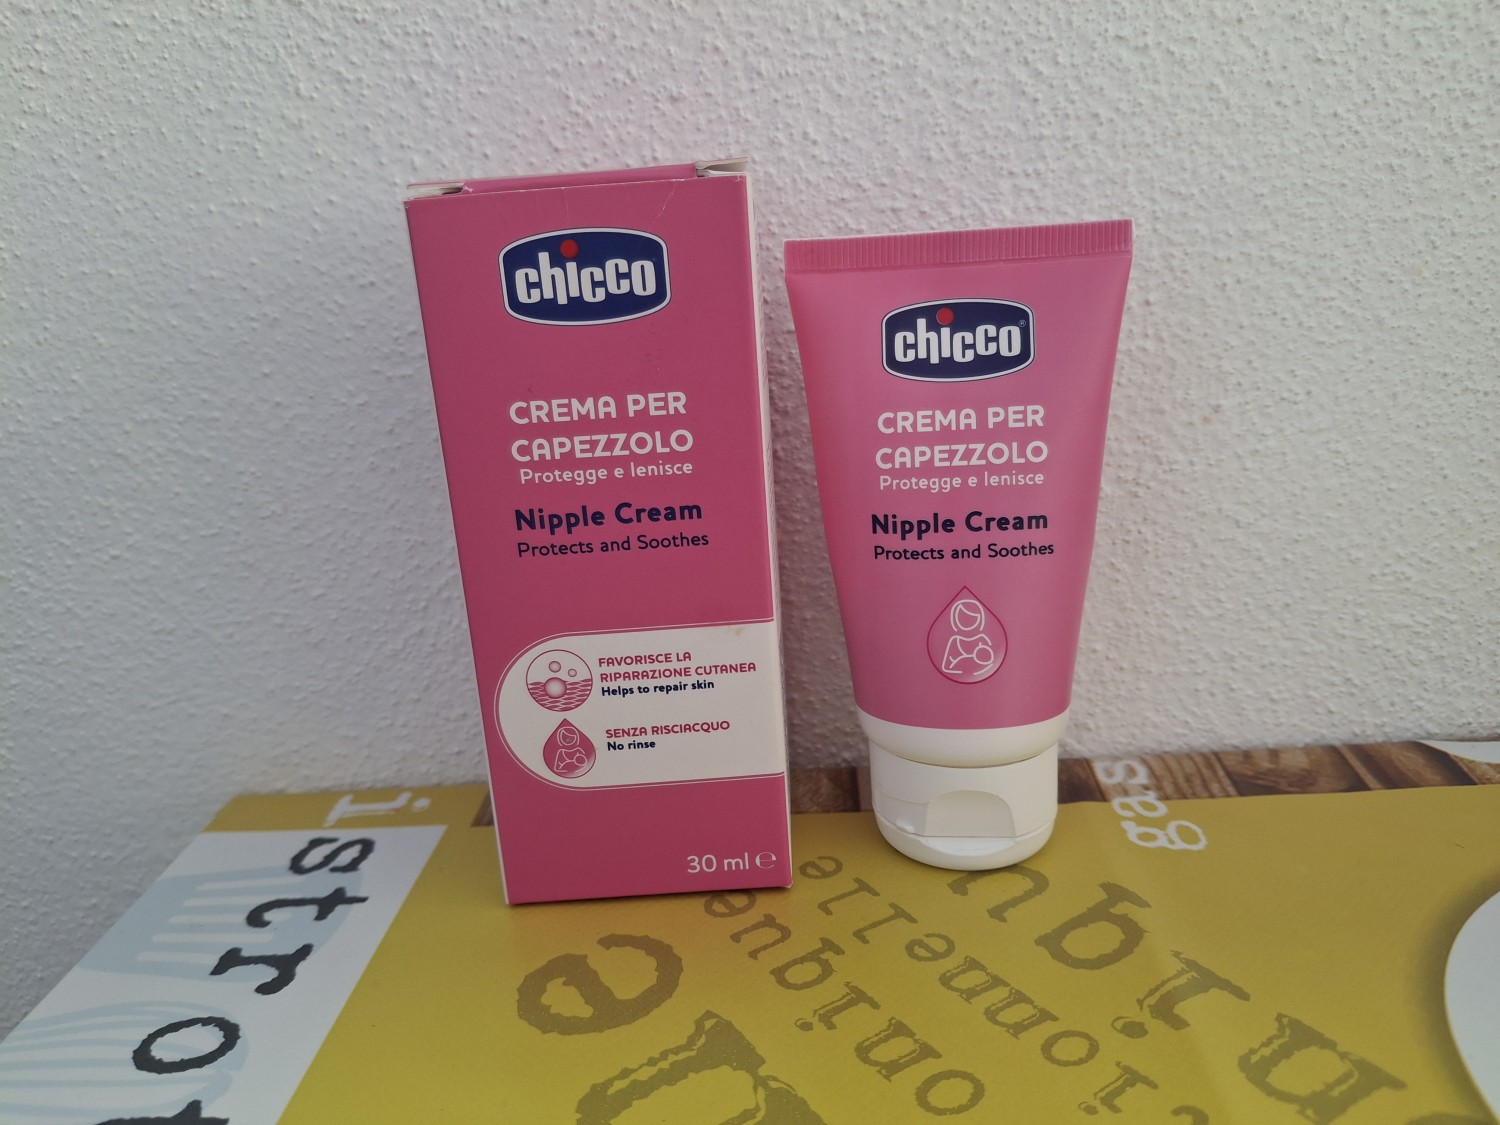 chicco
CREMA PER
CAPEZZOLO
Protegge e lenisce
Nipple Cream
Protects and Soothes
FAVORISCE LA
RIPARAZIONE CUTANEA
Helps to repair skin
SENZA RISCIACQUO
No rinse
30 ml ℮
chicco®
CREMA PER
CAPEZZOLO
Protegge e lenisce
Nipple Cream
Protects and Soothes